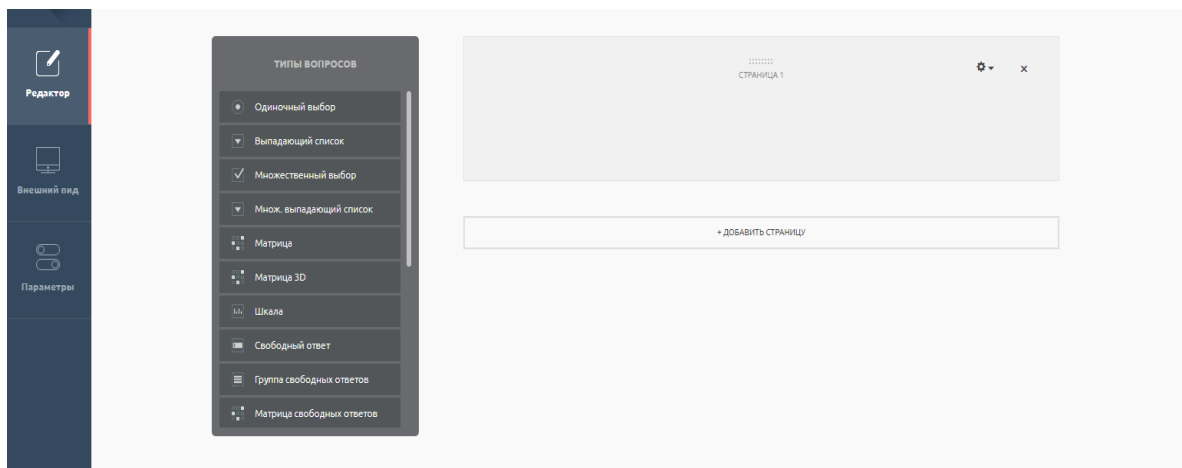 Редактор
Внешний вид
Параметры
ТИПЫ ВОПРОСОВ
Одиночный выбор
Выпадающий список
Множественный выбор
Множ. выпадающий список
Матрица
Матрица 3D
Шкала
Свободный ответ
Группа свободных ответов
Матрица свободных ответов
СТРАНИЦА 1
x
+ ДОБАВИТЬ СТРАНИЦУ